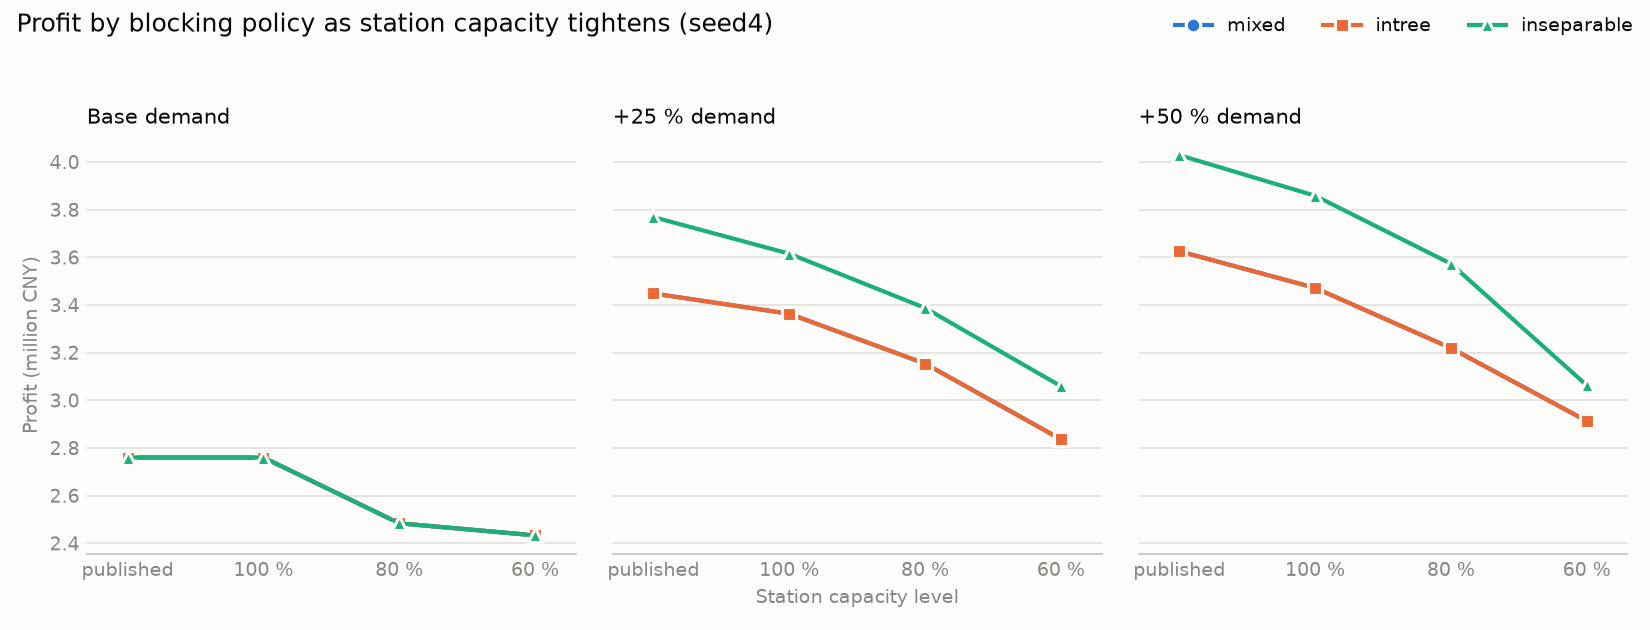 Profit by blocking policy as station capacity tightens (seed4)
mixed
intree
inseparable
Base demand
+25 % demand
+50 % demand
Profit (million CNY)
4.0
3.8
3.6
3.4
3.2
3.0
2.8
2.6
2.4
published 100 % 80 % 60 %
published 100 % 80 % 60 %
published 100 % 80 % 60 %
Station capacity level